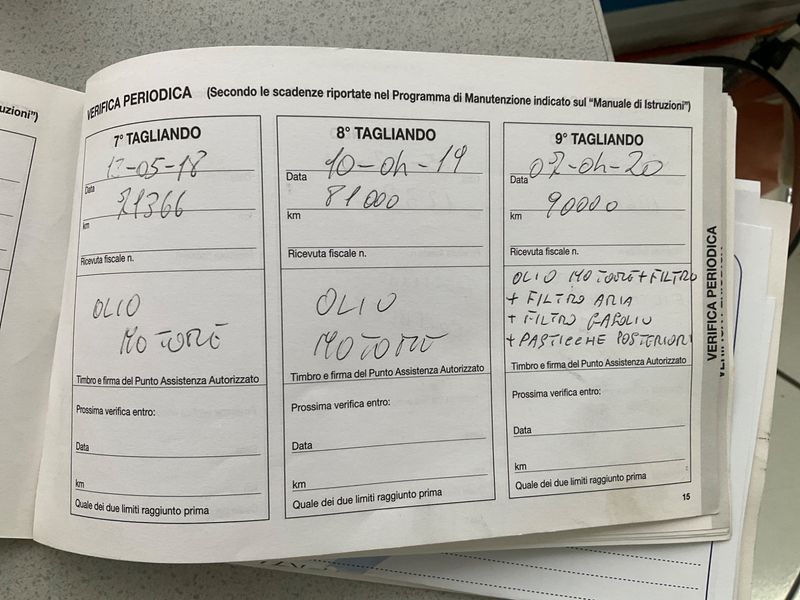 uzioni")
VERIFICA PERIODICA (Secondo le scadenze riportate nel Programma di Manutenzione indicato sul "Manuale di Istruzioni")
7° TAGLIANDO
Data
km 71366
Ricevuta fiscale n.
OLIO
MOTORE
Timbro e firma del Punto Assistenza Autorizzato
Prossima verifica entro:
Data
km
Quale dei due limiti raggiunto prima
8° TAGLIANDO
Data 10-04-19
km 81000
Ricevuta fiscale n.
OLIO
MOTORE
Timbro e firma del Punto Assistenza Autorizzato
Prossima verifica entro:
Data
km
Quale dei due limiti raggiunto prima
9° TAGLIANDO
Data 07-04-20
km 90000
Ricevuta fiscale n.
OLIO MOTORE+FILTRO
+ FILTRO ARIA
+ FILTRO GASOLIO
+PASTICCHE POSTERIORI
Timbro e firma del Punto Assistenza Autorizzato
Prossima verifica entro:
Data
km
Quale dei due limiti raggiunto prima
15
VERIFICA PERIODICA